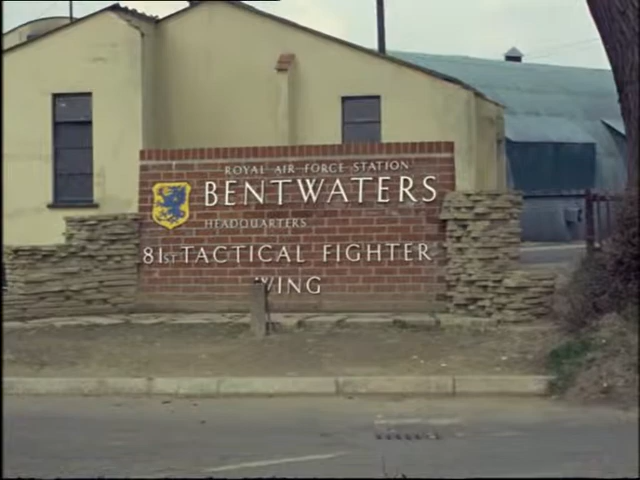 ROYAL AIR FORCE STATION
BENTWATERS
HEADQUARTERS
81ST TACTICAL FIGHTER
WING